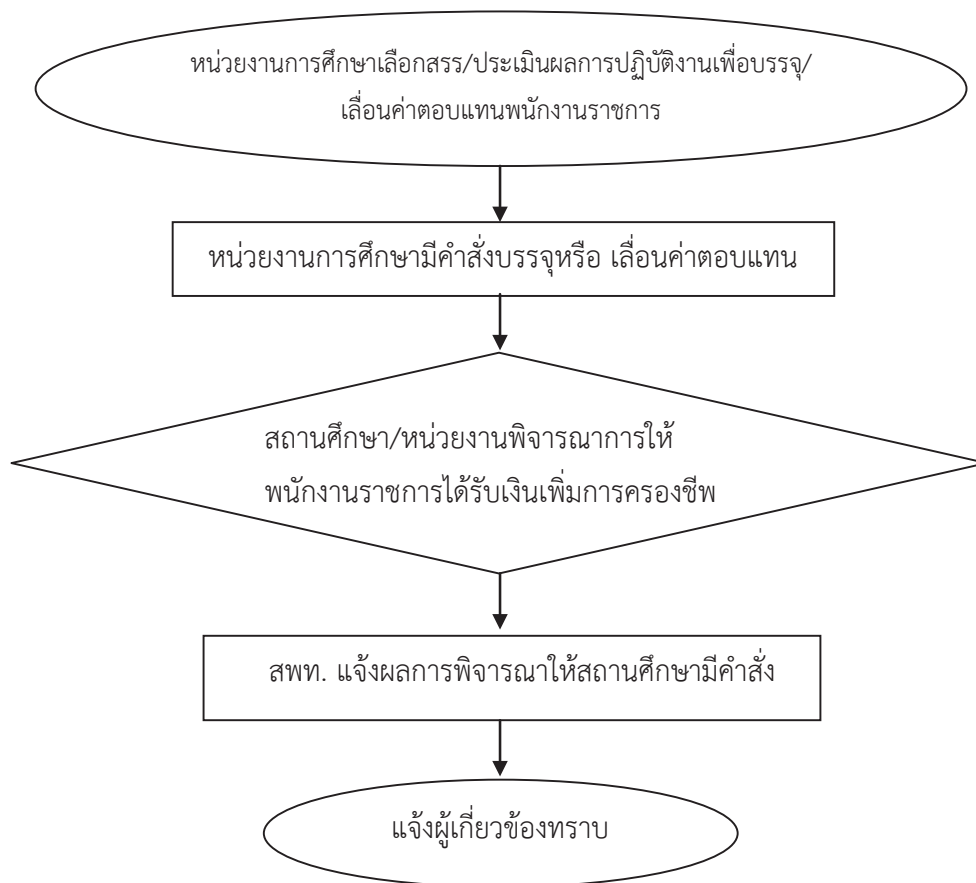 หน่วยงานการศึกษาเลือกสรร/ประเมินผลการปฏิบัติงานเพื่อบรรจุ/
เลื่อนค่าตอบแทนพนักงานราชการ
หน่วยงานการศึกษามีคำสั่งบรรจุหรือ เลื่อนค่าตอบแทน
สถานศึกษา/หน่วยงานพิจารณาการให้
พนักงานราชการได้รับเงินเพิ่มการครองชีพ
สพท. แจ้งผลการพิจารณาให้สถานศึกษามีคำสั่ง
แจ้งผู้เกี่ยวข้องทราบ